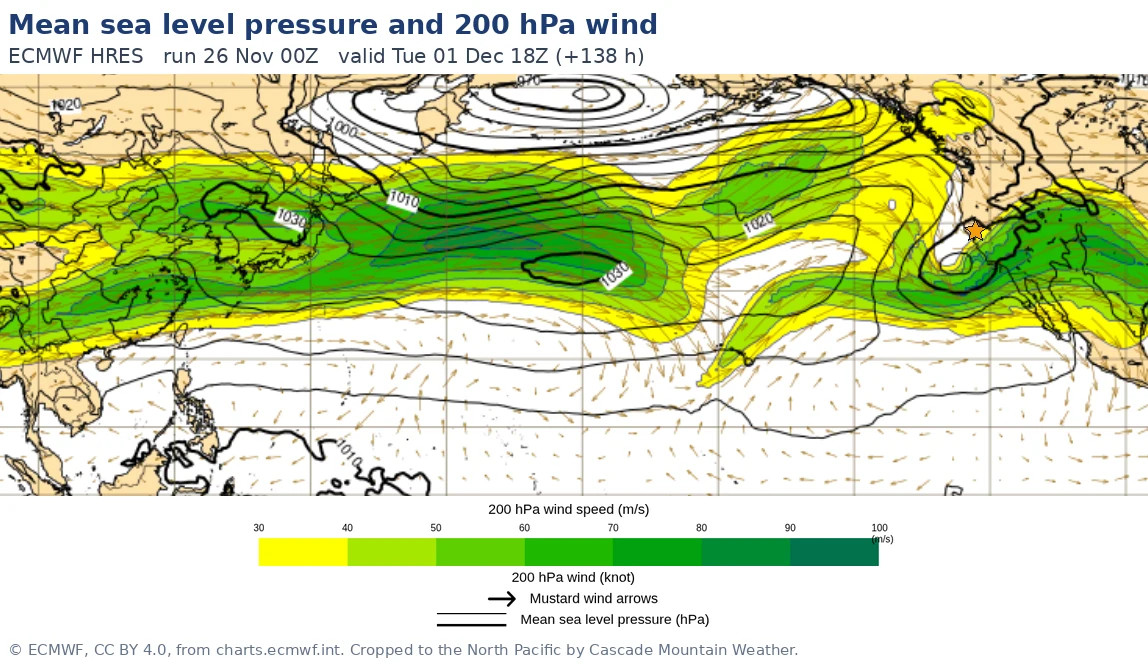 Mean sea level pressure and 200 hPa wind
ECMWF HRES run 26 Nov 00Z valid Tue 01 Dec 18Z (+138 h)
970
1020
1000
1010
1030
1020
1030
1010
200 hPa wind speed (m/s)
30 40 50 60 70 80 90 100
(m/s)
200 hPa wind (knot)
Mustard wind arrows
Mean sea level pressure (hPa)
© ECMWF, CC BY 4.0, from charts.ecmwf.int. Cropped to the North Pacific by Cascade Mountain Weather.